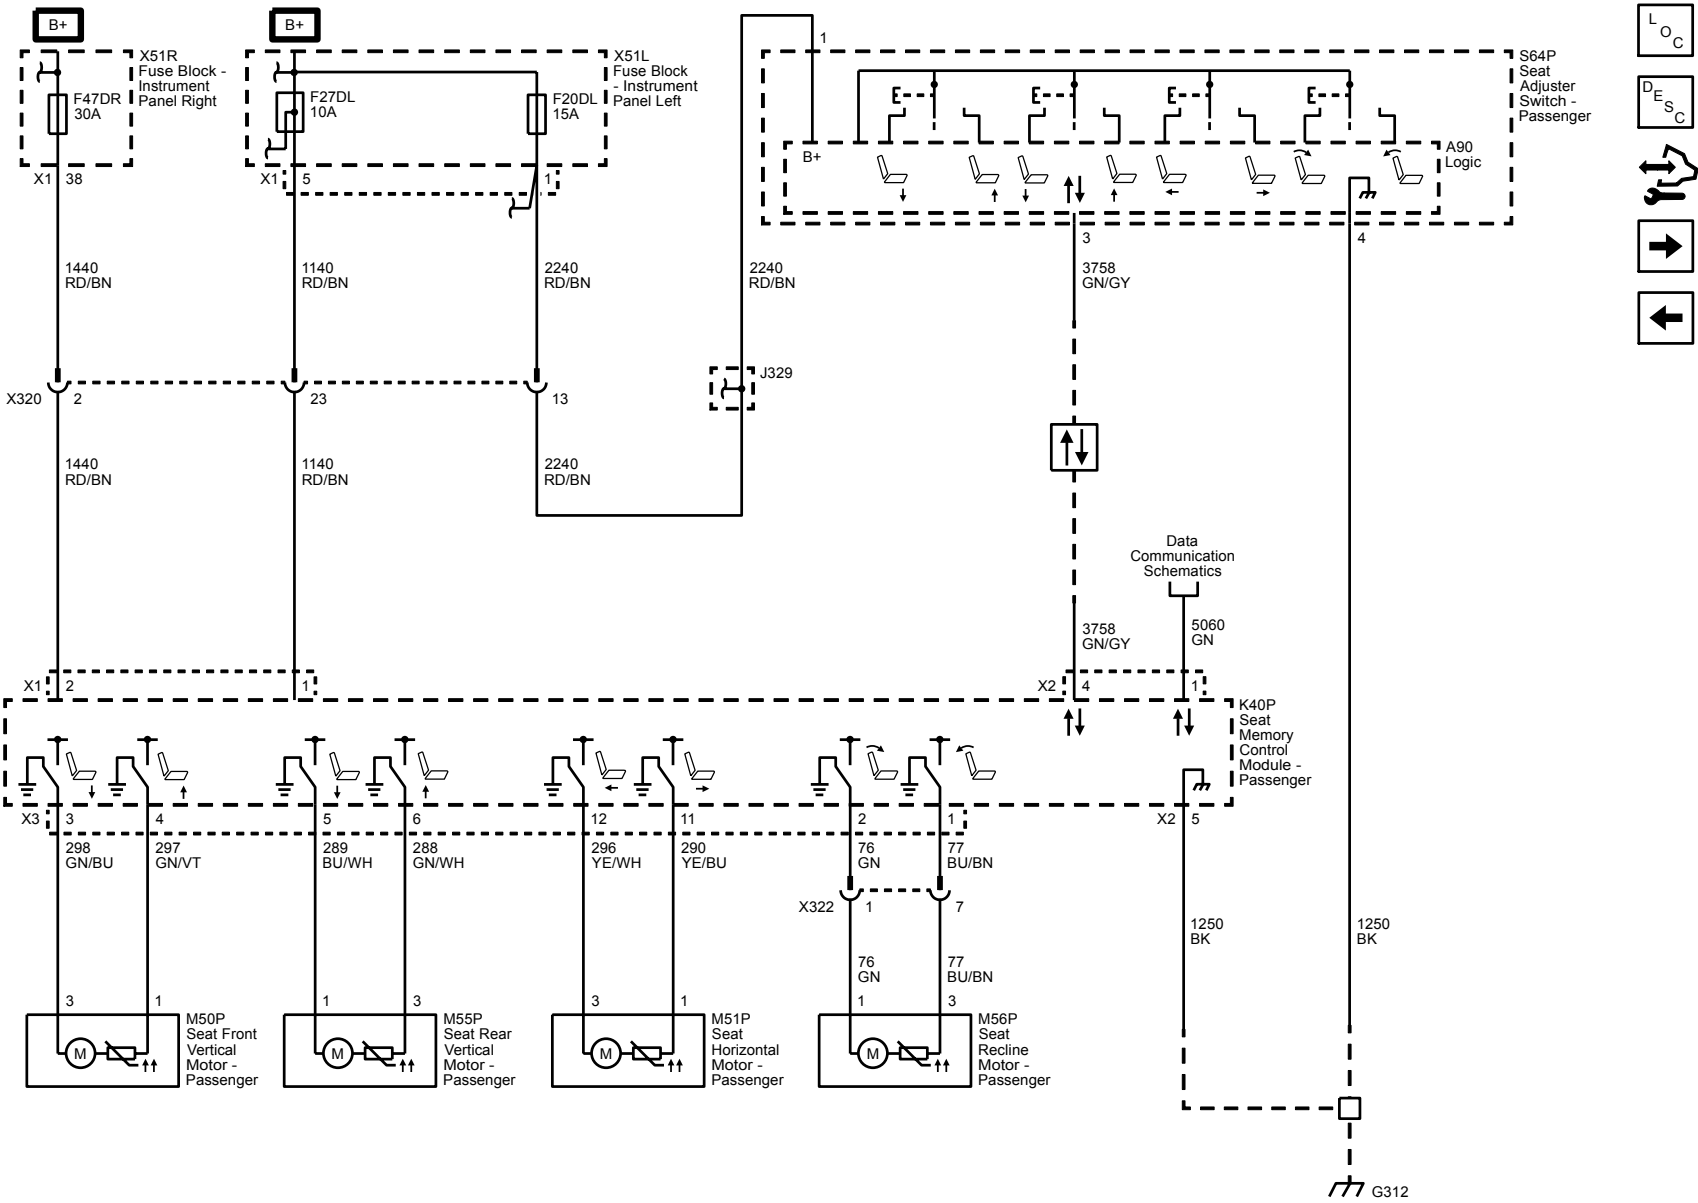 B+
B+
X51R
Fuse Block -
Instrument
Panel Right
F47DR
30A
X1
38
X51L
Fuse Block
- Instrument
Panel Left
F27DL
10A
F20DL
15A
X1
5
1
1
S64P
Seat
Adjuster
Switch -
Passenger
B+
A90
Logic
3
4
L
O
C
D
E
S
C
1440
RD/BN
1140
RD/BN
2240
RD/BN
2240
RD/BN
3758
GN/GY
J329
X320
2
23
13
1440
RD/BN
1140
RD/BN
2240
RD/BN
Data
Communication
Schematics
3758
GN/GY
5060
GN
X1
2
1
X2
4
1
K40P
Seat
Memory
Control
Module -
Passenger
X3
3
4
5
6
12
11
2
1
X2
5
298
GN/BU
297
GN/VT
289
BU/WH
288
GN/WH
296
YE/WH
290
YE/BU
76
GN
77
BU/BN
X322
1
7
1250
BK
1250
BK
76
GN
77
BU/BN
3
1
1
3
3
1
1
3
M
M50P
Seat Front
Vertical
Motor -
Passenger
M
M55P
Seat Rear
Vertical
Motor -
Passenger
M
M51P
Seat
Horizontal
Motor -
Passenger
M
M56P
Seat
Recline
Motor -
Passenger
G312